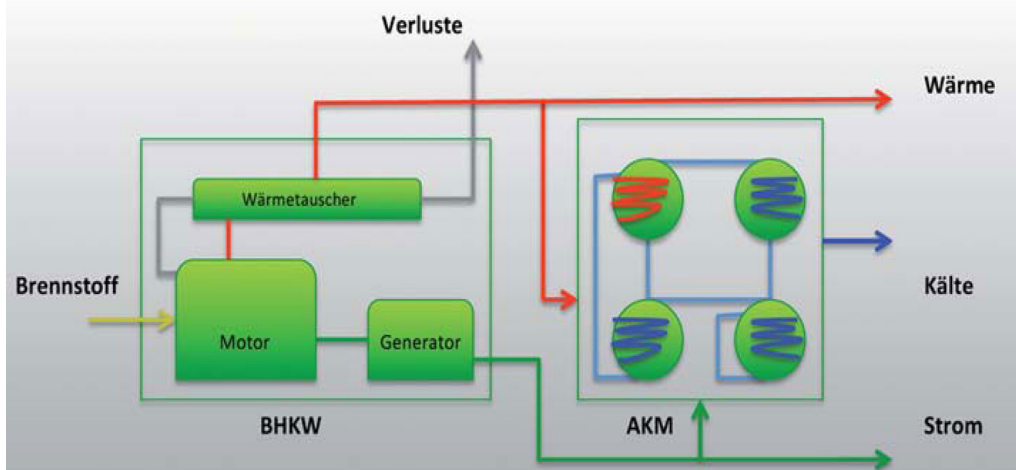 Verluste
Wärme
Wärmetauscher
Brennstoff
Kälte
Motor
Generator
BHKW
AKM
Strom